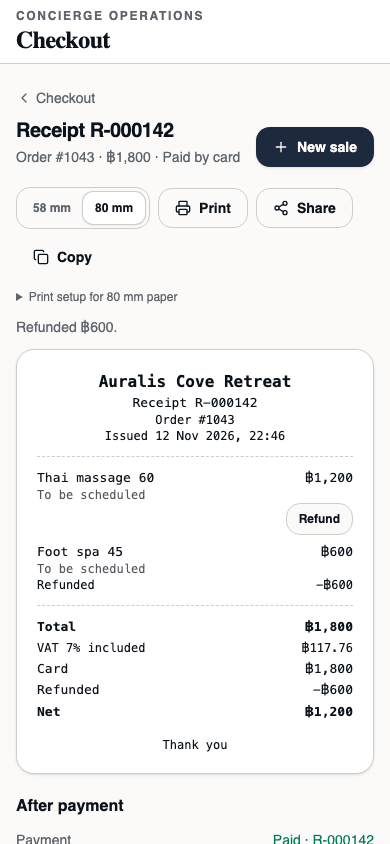 CONCIERGE OPERATIONS
Checkout
Checkout
Receipt R-000142
Order #1043 · ฿1,800 · Paid by card
New sale
58 mm
80 mm
Print
Share
Copy
Print setup for 80 mm paper
Refunded ฿600.
Auralis Cove Retreat
Receipt R-000142
Order #1043
Issued 12 Nov 2026, 22:46
Thai massage 60 ฿1,200
To be scheduled
Refund
Foot spa 45 ฿600
To be scheduled
Refunded −฿600
Total ฿1,800
VAT 7% included ฿117.76
Card ฿1,800
Refunded −฿600
Net ฿1,200
Thank you
After payment
Payment Paid · R-000142